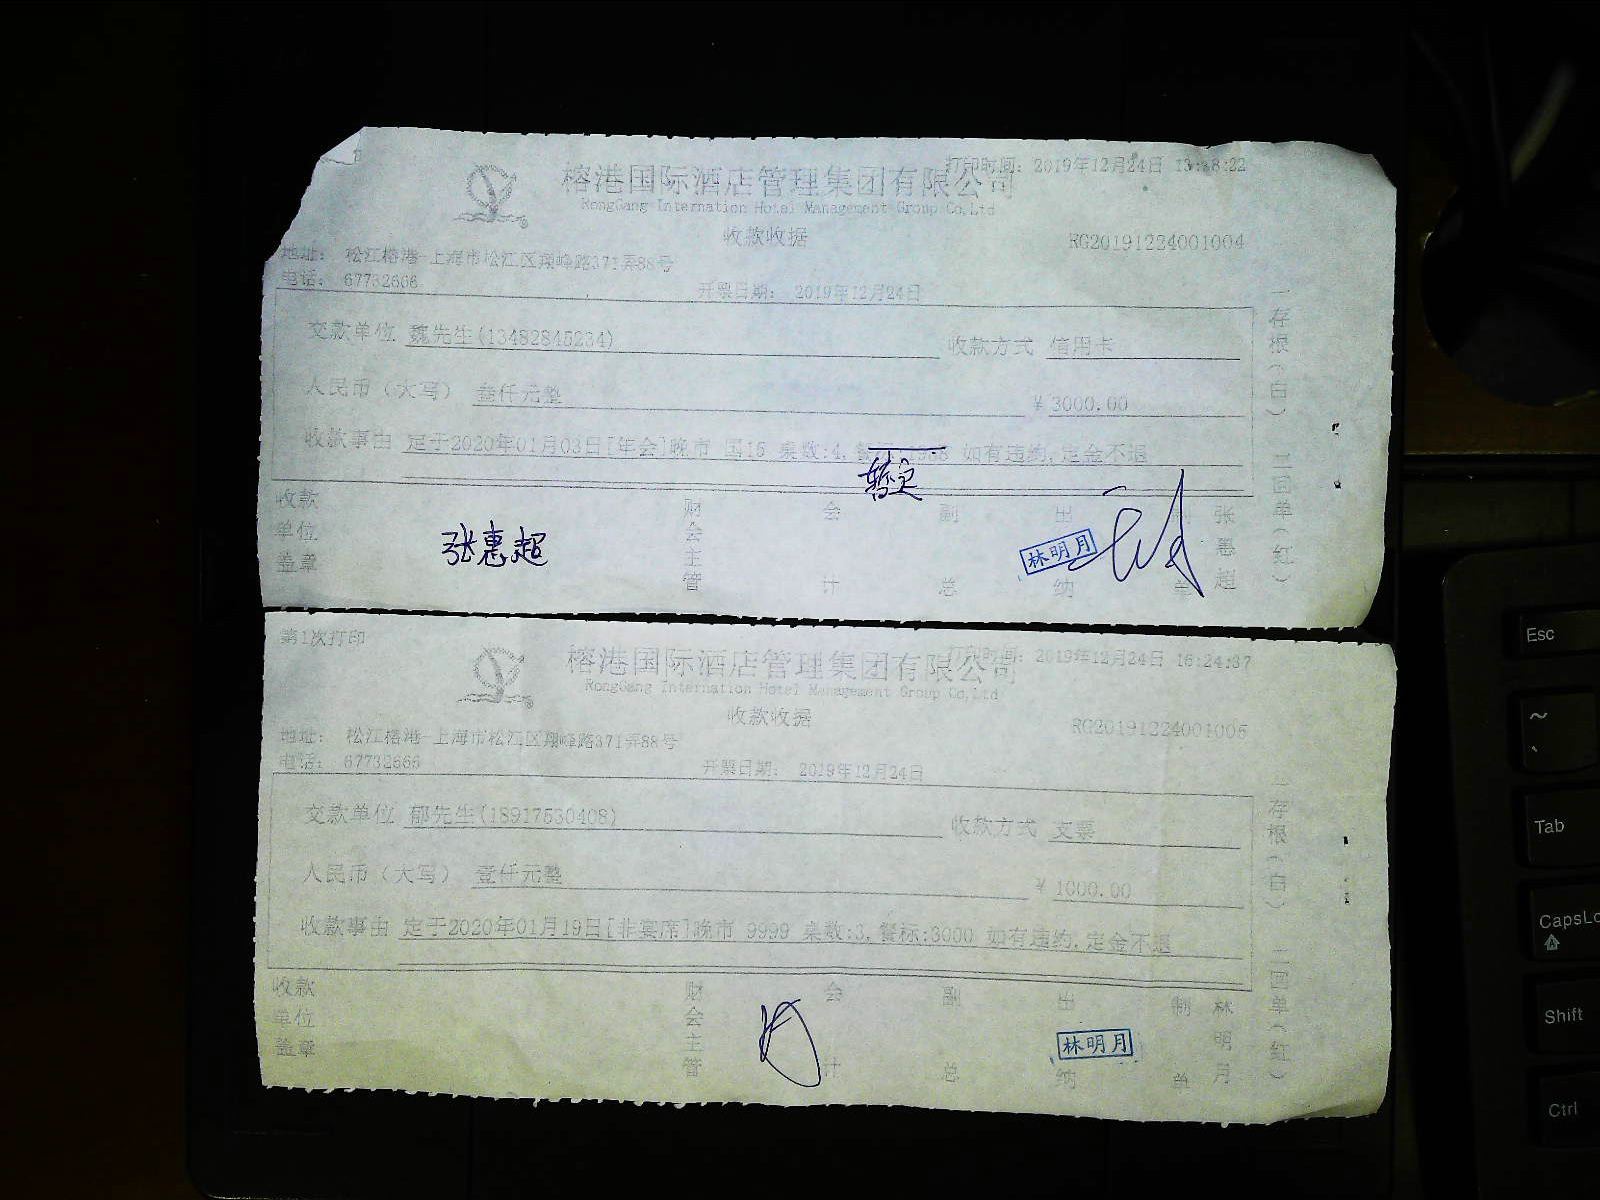 打印时间: 2019年12月24日
榕港国际酒店管理集团有限公司
RongGang Internation Hotel Management Group Co,Ltd
收款收据
RG20191224001004
地址: 松江榕港-上海市松江区翔峰路371弄88号
电话: 67732666
开票日期: 2019年12月24日
交款单位 魏先生(13482845234) 收款方式 信用卡
人民币(大写) 叁仟元整 ¥ 3000.00
收款事由 定于2020年01月03日[年会]晚市 国15 桌数:4,餐标: 如有违约,定金不退
暂定
收款单位盖章 张惠超 财会主管 会计 副总 出纳 林明月 制单 张惠超
一存根(白) 二回单(红)
第1次打印
打印时间: 2019年12月24日 16:24:37
榕港国际酒店管理集团有限公司
RongGang Internation Hotel Management Group Co,Ltd
收款收据
RG20191224001005
地址: 松江榕港-上海市松江区翔峰路371弄88号
电话: 67732666
开票日期: 2019年12月24日
交款单位 郁先生(18917530408) 收款方式 支票
人民币(大写) 壹仟元整 ¥ 1000.00
收款事由 定于2020年01月19日[非宴席]晚市 9999 桌数:3,餐标:3000 如有违约,定金不退
收款单位盖章 财会主管 会计 副总 出纳 林明月 制单 林明月
一存根(白) 二回单(红)
Esc
~
Tab
Shift
Ctrl